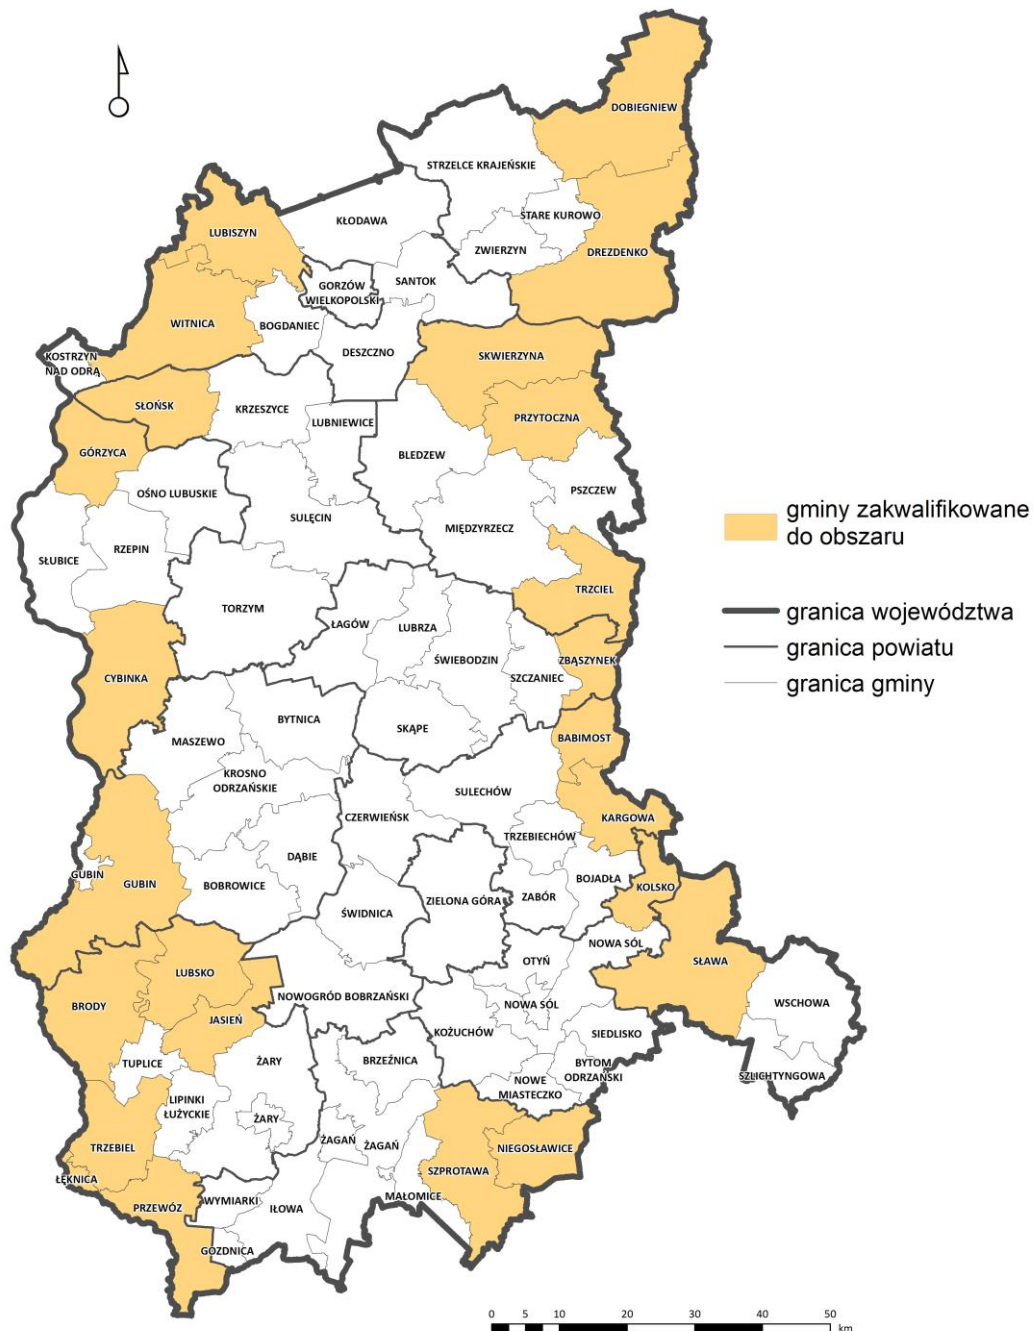 DOBIEGNIEW
STRZELCE KRAJEŃSKIE
STARE KUROWO
KŁODAWA
LUBISZYN
ZWIERZYN
DREZDENKO
SANTOK
GORZÓW
WIELKOPOLSKI
WITNICA
BOGDANIEC
DESZCZNO
SKWIERZYNA
KOSTRZYN
NAD ODRĄ
SŁOŃSK
KRZESZYCE
LUBNIEWICE
PRZYTOCZNA
GÓRZYCA
BLEDZEW
OŚNO LUBUSKIE
PSZCZEW
SULĘCIN
MIĘDZYRZECZ
gminy zakwalifikowane
do obszaru
RZEPIN
SŁUBICE
TRZCIEL
TORZYM
granica województwa
ŁAGÓW
LUBRZA
granica powiatu
ŚWIEBODZIN
ZBĄSZYNEK
SZCZANIEC
CYBINKA
granica gminy
BYTNICA
SKĄPE
MASZEWO
BABIMOST
KROSNO
ODRZAŃSKIE
SULECHÓW
CZERWIEŃSK
KARGOWA
TRZEBIECHÓW
DĄBIE
GUBIN
GUBIN
BOBROWICE
BOJADŁA
KOLSKO
ZABÓR
ZIELONA GÓRA
ŚWIDNICA
NOWA SÓL
OTYŃ
SŁAWA
LUBSKO
NOWOGRÓD BOBRZAŃSKI
WSCHOWA
BRODY
NOWA SÓL
JASIEŃ
KOŻUCHÓW
SIEDLISKO
TUPLICE
ŻARY
BRZEŹNICA
BYTOM
ODRZAŃSKI
SZLICHTYNGOWA
NOWE
MIASTECZKO
LIPINKI
ŁUŻYCKIE
ŻARY
TRZEBIEL
ŻAGAŃ
ŻAGAŃ
NIEGOSŁAWICE
SZPROTAWA
ŁĘKNICA
MAŁOMICE
PRZEWÓZ
WYMIARKI
IŁOWA
GOZDNICA
0 5 10 20 30 40 50
km